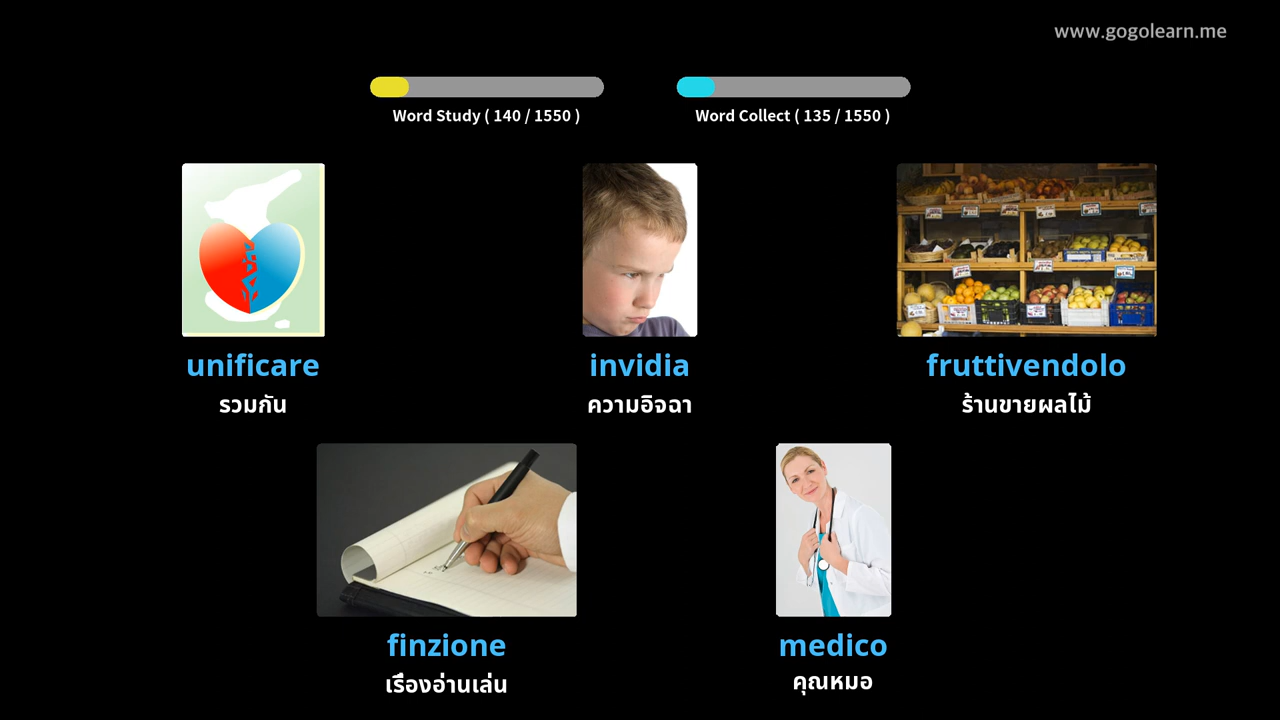 www.gogolearn.me
Word Study ( 140 / 1550 )
Word Collect ( 135 / 1550 )
unificare
รวมกัน
invidia
ความอิจฉา
fruttivendolo
ร้านขายผลไม้
finzione
เรื่องอ่านเล่น
medico
คุณหมอ